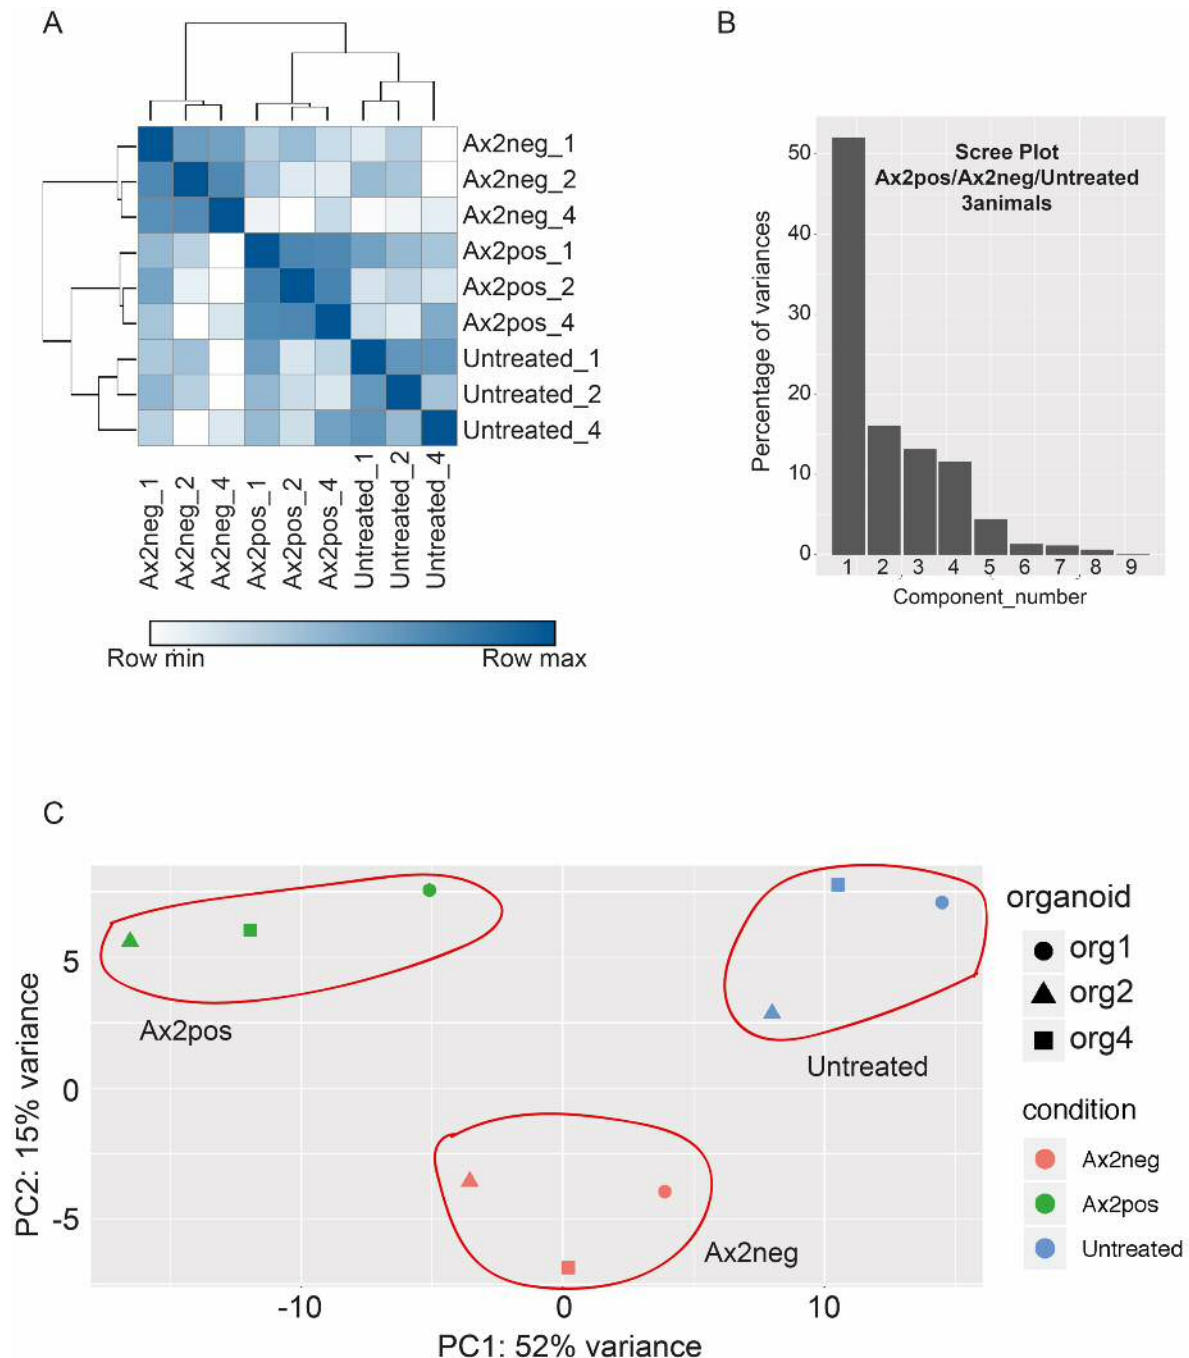 A
Ax2neg_1
Ax2neg_2
Ax2neg_4
Ax2pos_1
Ax2pos_2
Ax2pos_4
Untreated_1
Untreated_2
Untreated_4
Ax2neg_1
Ax2neg_2
Ax2neg_4
Ax2pos_1
Ax2pos_2
Ax2pos_4
Untreated_1
Untreated_2
Untreated_4
Row min
Row max
B
Scree Plot
Ax2pos/Ax2neg/Untreated
3animals
Percentage of variances
50
40
30
20
10
0
1 2 3 4 5 6 7 8 9
Component_number
C
PC2: 15% variance
5
0
-5
Ax2pos
Untreated
Ax2neg
-10 0 10
PC1: 52% variance
organoid
org1
org2
org4
condition
Ax2neg
Ax2pos
Untreated